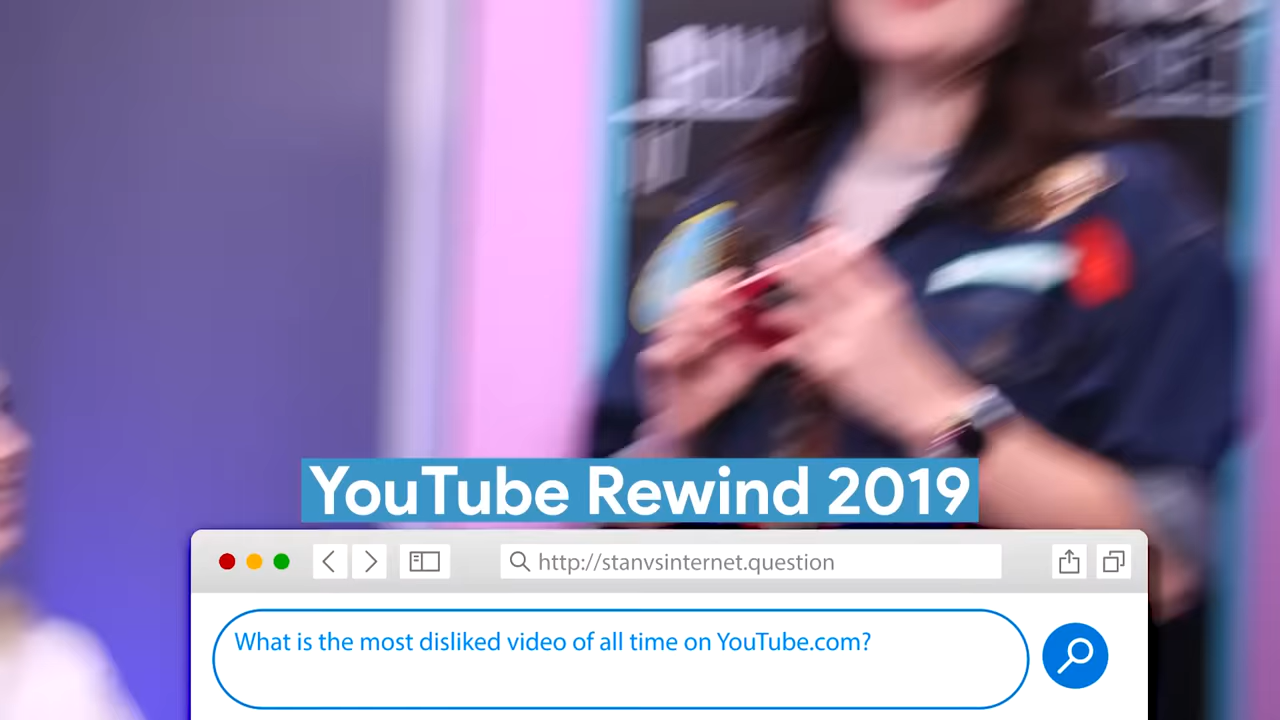 YouTube Rewind 2019
http://stanvsinternet.question
What is the most disliked video of all time on YouTube.com?